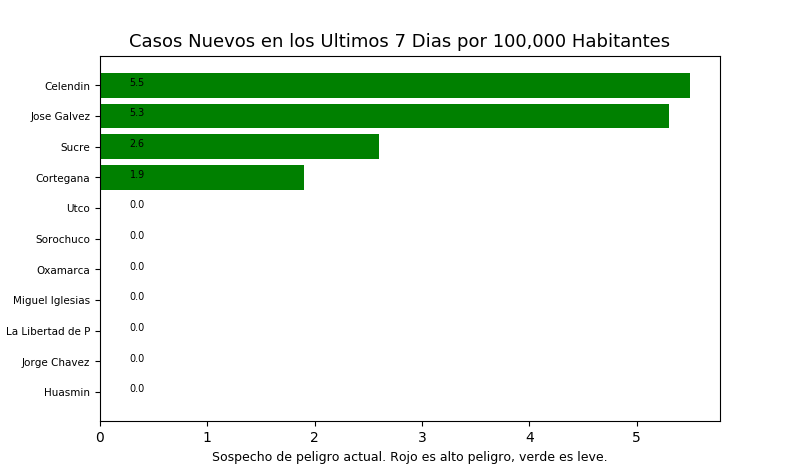 Casos Nuevos en los Ultimos 7 Dias por 100,000 Habitantes
Celendin 5.5
Jose Galvez 5.3
Sucre 2.6
Cortegana 1.9
Utco 0.0
Sorochuco 0.0
Oxamarca 0.0
Miguel Iglesias 0.0
La Libertad de P 0.0
Jorge Chavez 0.0
Huasmin 0.0
0 1 2 3 4 5
Sospecho de peligro actual. Rojo es alto peligro, verde es leve.